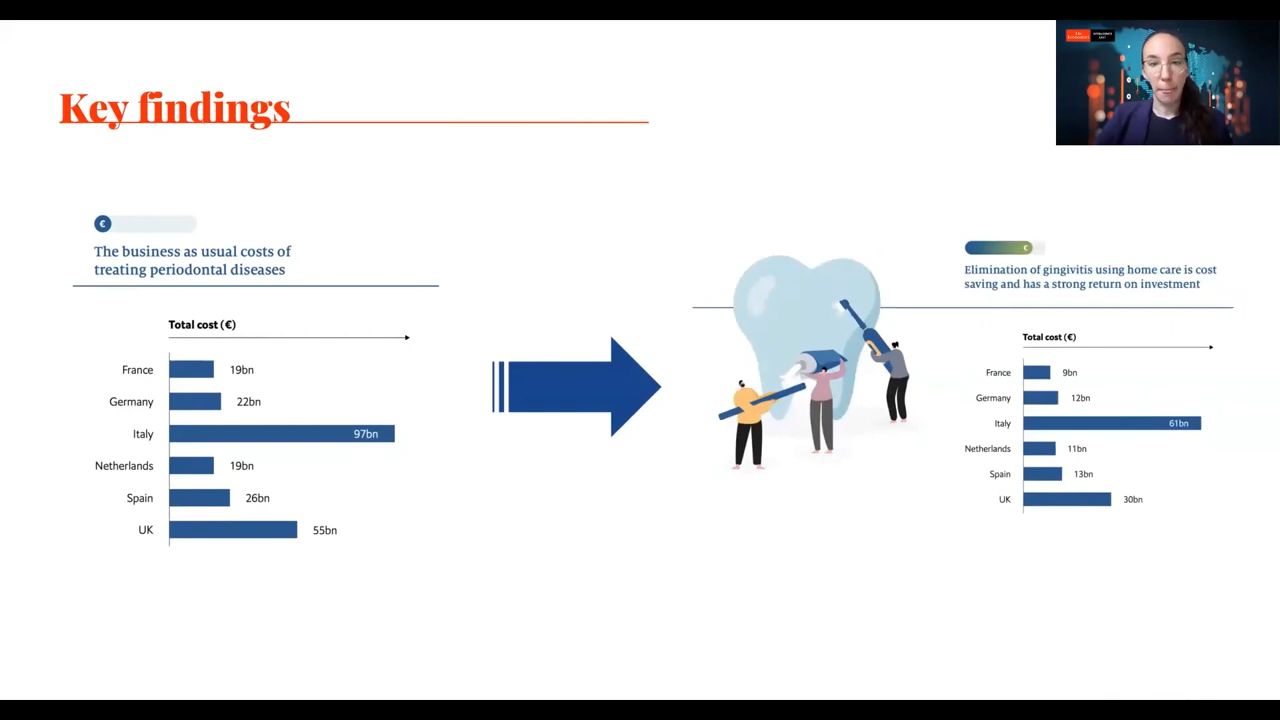 Key findings
€
The business as usual costs of
treating periodontal diseases
Total cost (€)
France 19bn
Germany 22bn
Italy 97bn
Netherlands 19bn
Spain 26bn
UK 55bn
€
Elimination of gingivitis using home care is cost
saving and has a strong return on investment
Total cost (€)
France 9bn
Germany 12bn
Italy 61bn
Netherlands 11bn
Spain 13bn
UK 30bn